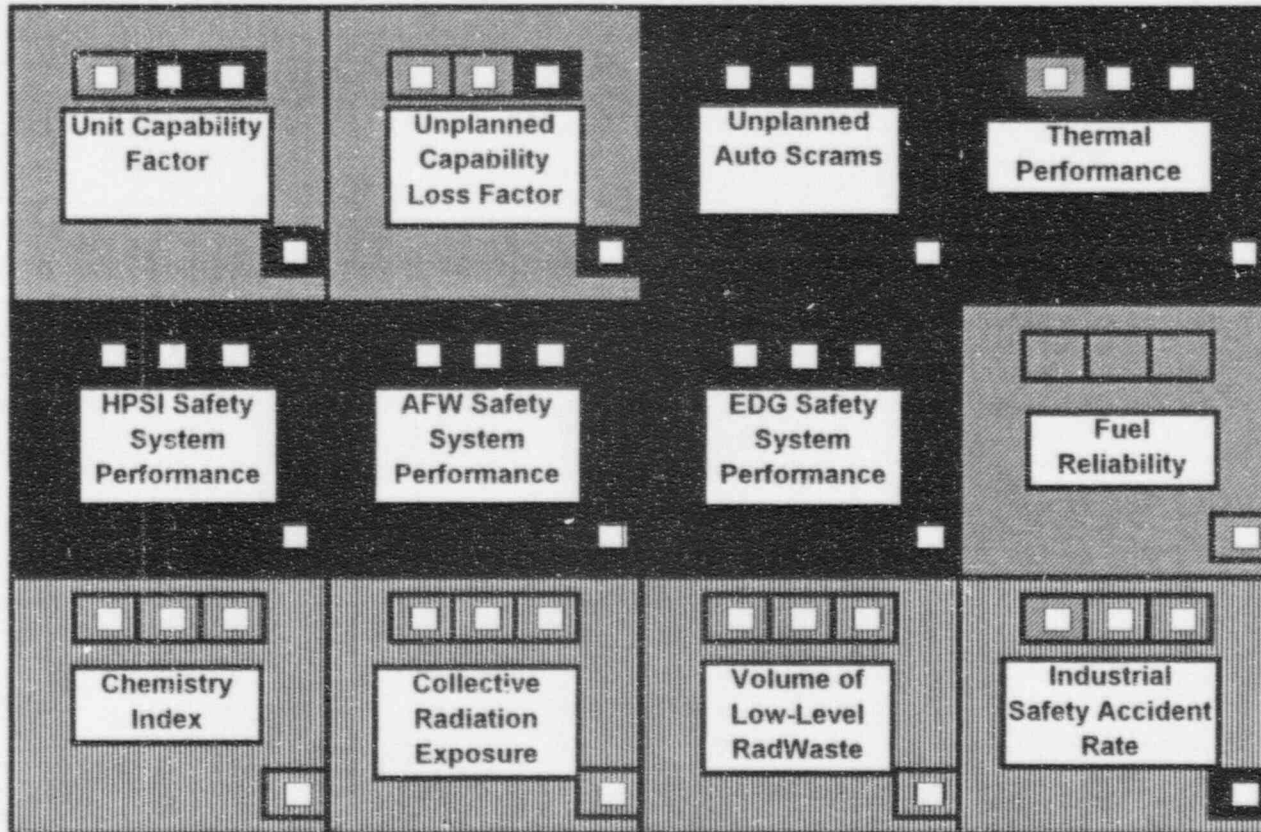 Unit Capability
Factor
Unplanned
Capability
Loss Factor
Unplanned
Auto Scrams
Thermal
Performance
HPSI Safety
System
Performance
AFW Safety
System
Performance
EDG Safety
System
Performance
Fuel
Reliability
Chemistry
Index
Collective
Radiation
Exposure
Volume of
Low-Level
RadWaste
Industrial
Safety Accident
Rate